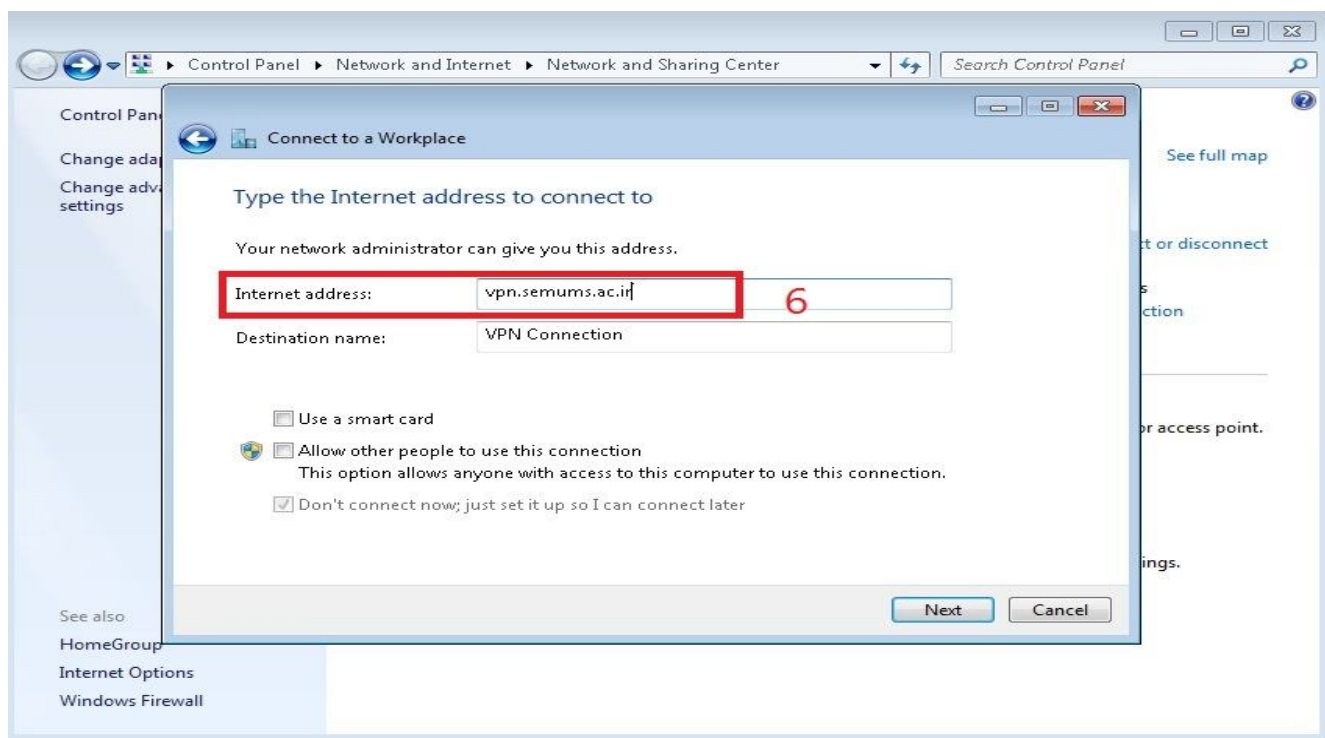 Control Panel ▸ Network and Internet ▸ Network and Sharing Center
Search Control Panel
Control Pan
Change adap
Change adva
settings
See also
HomeGroup
Internet Options
Windows Firewall
Connect to a Workplace
Type the Internet address to connect to
Your network administrator can give you this address.
Internet address: vpn.semums.ac.ir 6
Destination name: VPN Connection
Use a smart card
Allow other people to use this connection
This option allows anyone with access to this computer to use this connection.
Don't connect now; just set it up so I can connect later
Next Cancel
See full map
ct or disconnect
s
ction
or access point.
ings.